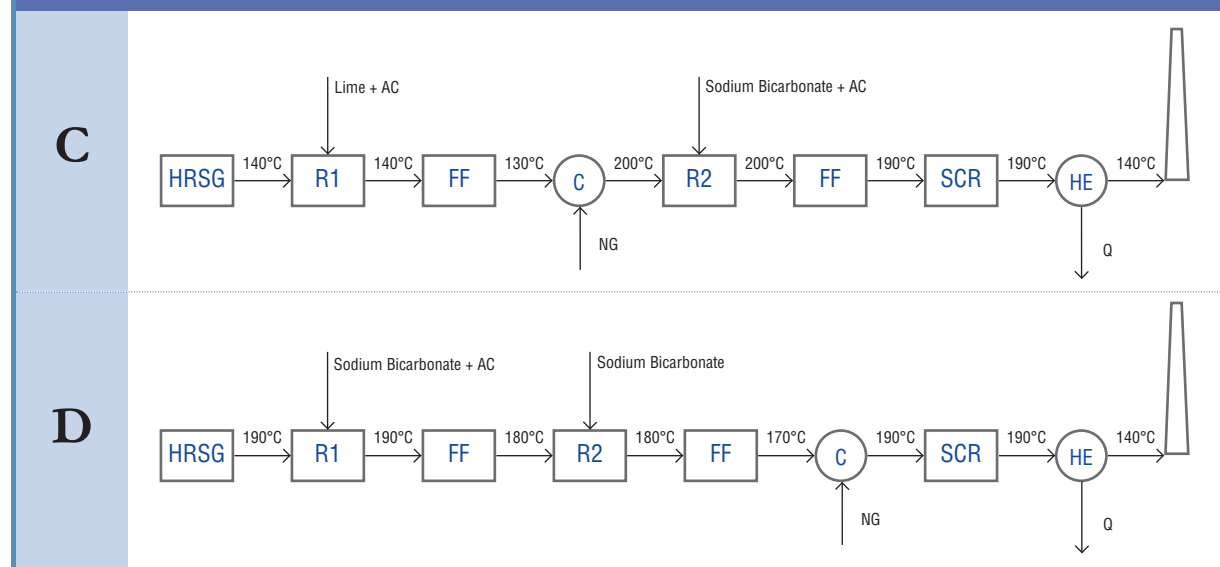 C
Lime + AC
Sodium Bicarbonate + AC
HRSG 140°C R1 140°C FF 130°C C 200°C R2 200°C FF 190°C SCR 190°C HE 140°C
NG
Q
D
Sodium Bicarbonate + AC
Sodium Bicarbonate
HRSG 190°C R1 190°C FF 180°C R2 180°C FF 170°C C 190°C SCR 190°C HE 140°C
NG
Q